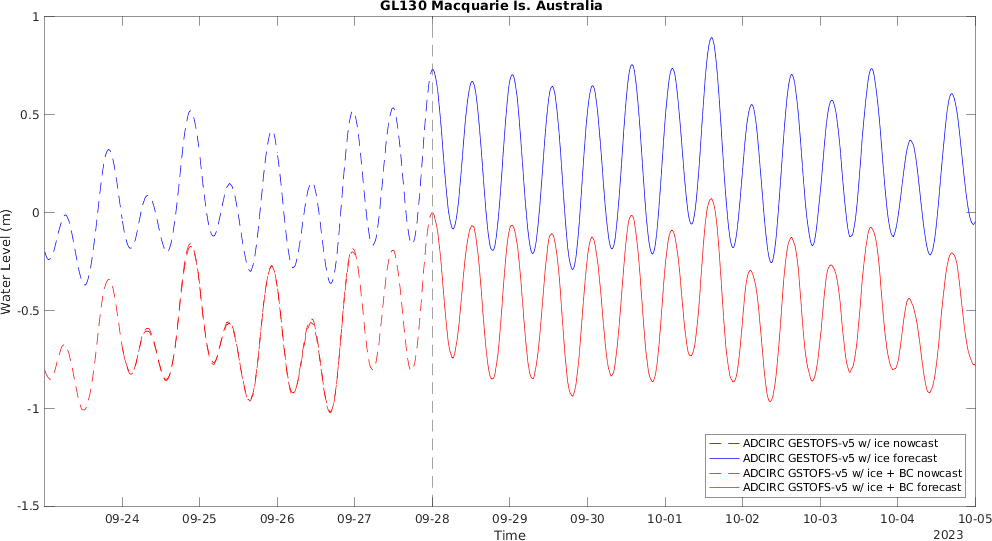 GL130 Macquarie Is. Australia
1
0.5
0
-0.5
-1
-1.5
Water Level (m)
ADCIRC GESTOFS-v5 w/ ice nowcast
ADCIRC GESTOFS-v5 w/ ice forecast
ADCIRC GSTOFS-v5 w/ ice + BC nowcast
ADCIRC GSTOFS-v5 w/ ice + BC forecast
09-24 09-25 09-26 09-27 09-28 09-29 09-30 10-01 10-02 10-03 10-04 10-05
Time
2023